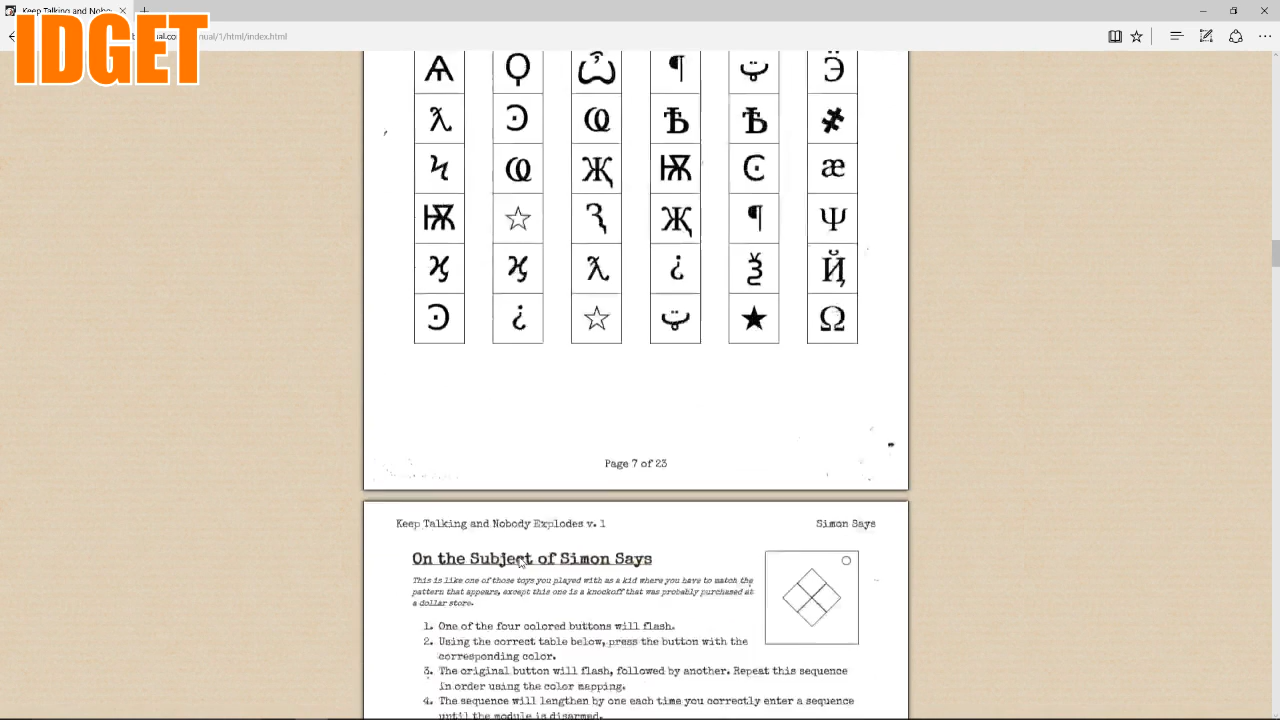 Keep Talking and Nobo
IDGET
nual/1/html/index.html
Ѧ Ϙ Ѽ ¶ ټ Ӭ
ƛ Ͽ Ҩ Ѣ Ѣ ҂
Ϟ Ҩ Җ Ѭ Ͼ æ
Ѭ ☆ Ԇ Җ ¶ Ψ
ϗ ϗ ƛ ¿ Ѯ Ҋ
Ͽ ¿ ☆ ټ ★ Ω
Page 7 of 23
Keep Talking and Nobody Explodes v. 1
Simon Says
On the Subject of Simon Says
This is like one of those toys you played with as a kid where you have to match the
pattern that appears, except this one is a knockoff that was probably purchased at
a dollar store.
1. One of the four colored buttons will flash.
2. Using the correct table below, press the button with the
corresponding color.
3. The original button will flash, followed by another. Repeat this sequence
in order using the color mapping.
4. The sequence will lengthen by one each time you correctly enter a sequence
until the module is disarmed.